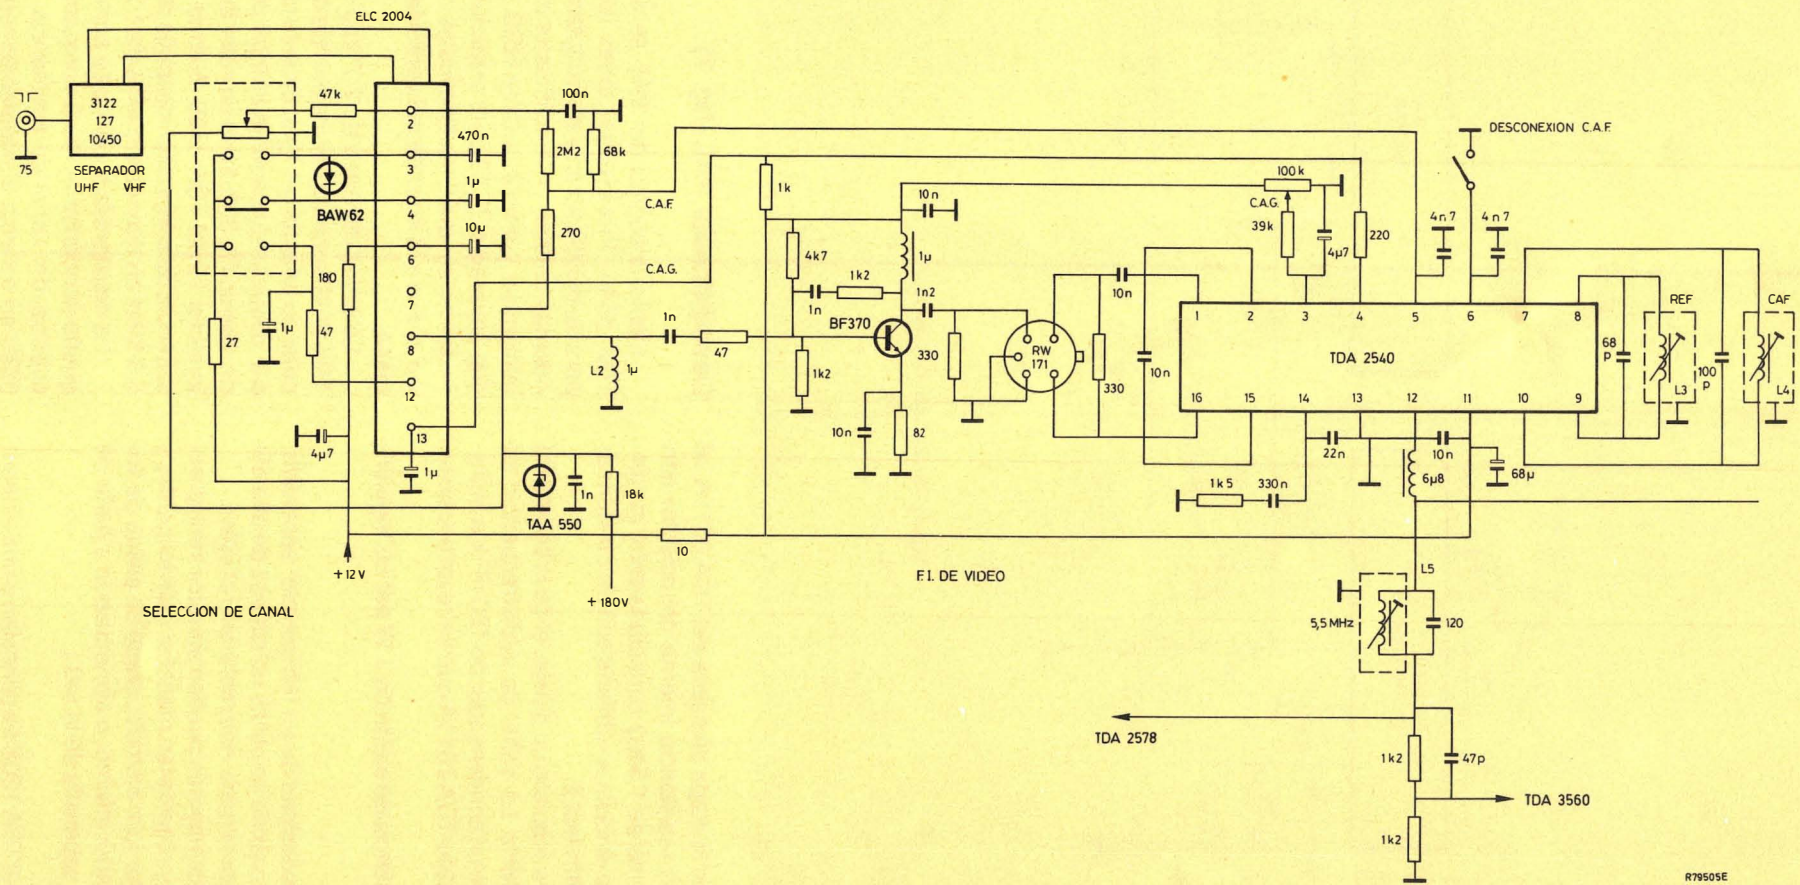 ELC 2004
3122
127
10450
75
SEPARADOR
UHF VHF
47k
BAW62
2
3
4
6
7
8
12
13
470n
1µ
10µ
100n
2M2
68k
270
C.A.F.
C.A.G.
180
1µ
47
27
4µ7
1µ
TAA 550
1n
18k
+12V
+180V
10
SELECCION DE CANAL
L2
1µ
1n
47
1k
4k7
1n
1k2
1k2
BF370
10n
1µ
1n2
10n
82
330
RW
171
330
10n
10n
100k
C.A.G.
39k
4µ7
220
DESCONEXION C.A.F.
4n7
4n7
1
2
3
4
5
6
7
8
TDA 2540
16
15
14
13
12
11
10
9
68
p
REF
L3
100
p
CAF
L4
22n
10n
68µ
1k5
330n
6µ8
F.I. DE VIDEO
L5
5,5MHz
120
TDA 2578
1k2
47p
TDA 3560
1k2
R79505E